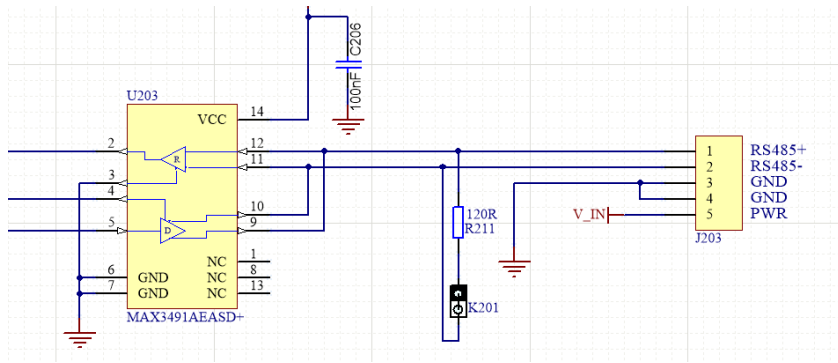 C206
100nF
U203
VCC
14
2
R
12
11
3
4
10
5
D
9
NC
1
6
GND
NC
8
7
GND
NC
13
MAX3491AEASD+
120R
R211
K201
1
RS485+
2
RS485-
3
GND
4
GND
V_IN
5
PWR
J203